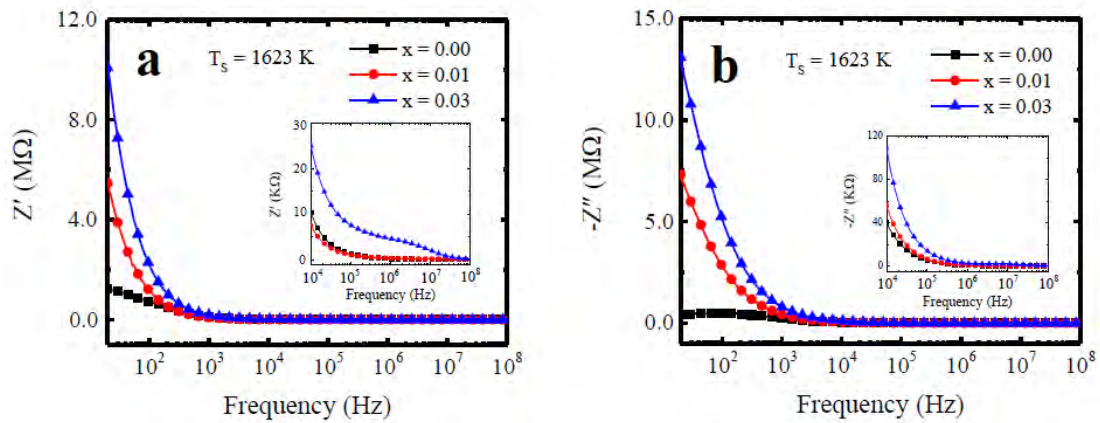 12.0
8.0
4.0
0.0
Z′ (MΩ)
a
T_S = 1623 K
x = 0.00
x = 0.01
x = 0.03
30
20
10
0
Z′ (KΩ)
10^4 10^5 10^6 10^7 10^8
Frequency (Hz)
10^2 10^3 10^4 10^5 10^6 10^7 10^8
Frequency (Hz)
15.0
10.0
5.0
0.0
-Z″ (MΩ)
b
T_S = 1623 K
x = 0.00
x = 0.01
x = 0.03
120
80
40
0
-Z″ (KΩ)
10^4 10^5 10^6 10^7 10^8
Frequency (Hz)
10^2 10^3 10^4 10^5 10^6 10^7 10^8
Frequency (Hz)